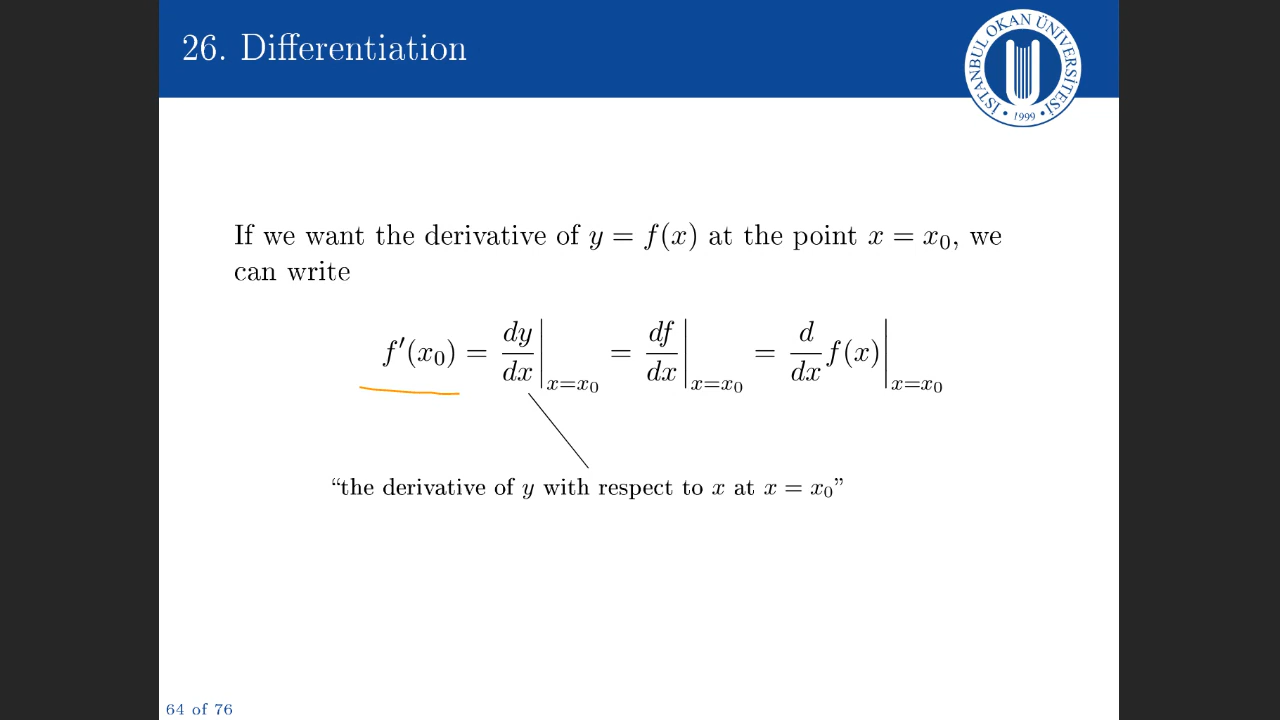 26. Differentiation
İSTANBUL OKAN ÜNİVERSİTESİ
• 1999 •
If we want the derivative of y = f(x) at the point x = x₀, we
can write
f′(x₀) = dy/dx|ₓ₌ₓ₀ = df/dx|ₓ₌ₓ₀ = d/dx f(x)|ₓ₌ₓ₀
“the derivative of y with respect to x at x = x₀”
64 of 76